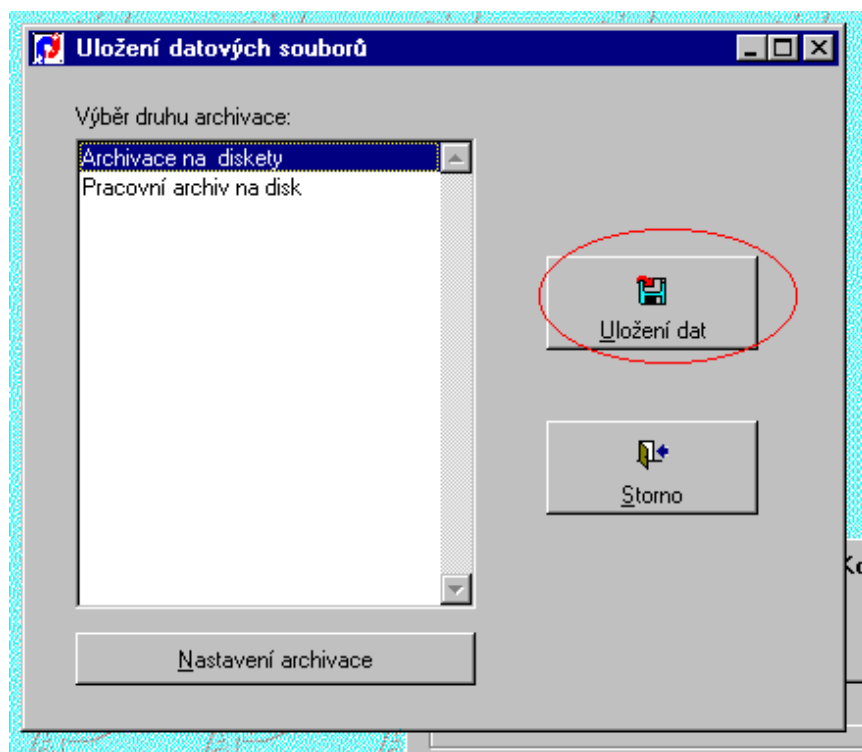 Uložení datových souborů
Výběr druhu archivace:
Archivace na diskety
Pracovní archiv na disk
Uložení dat
Storno
Nastavení archivace